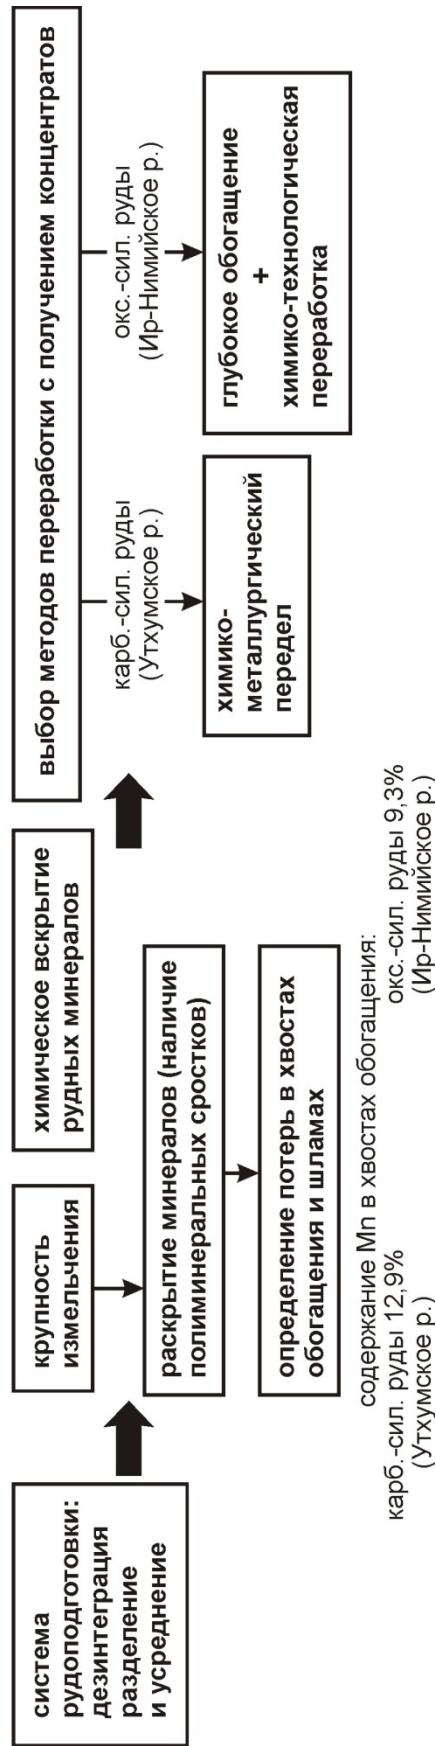 система
рудоподготовки:
дезинтеграция
разделение
и усреднение
крупность
измельчения
химическое вскрытие
рудных минералов
раскрытие минералов (наличие
полиминеральных сростков)
определение потерь в хвостах
обогащения и шламах
содержание Mn в хвостах обогащения:
карб.-сил. руды 12,9%
(Утхумское р.)
окс.-сил. руды 9,3%
(Ир-Нимийское р.)
выбор методов переработки с получением концентратов
карб.-сил. руды
(Утхумское р.)
окс.-сил. руды
(Ир-Нимийское р.)
химико-
металлургический
передел
глубокое обогащение
+
химико-технологическая
переработка